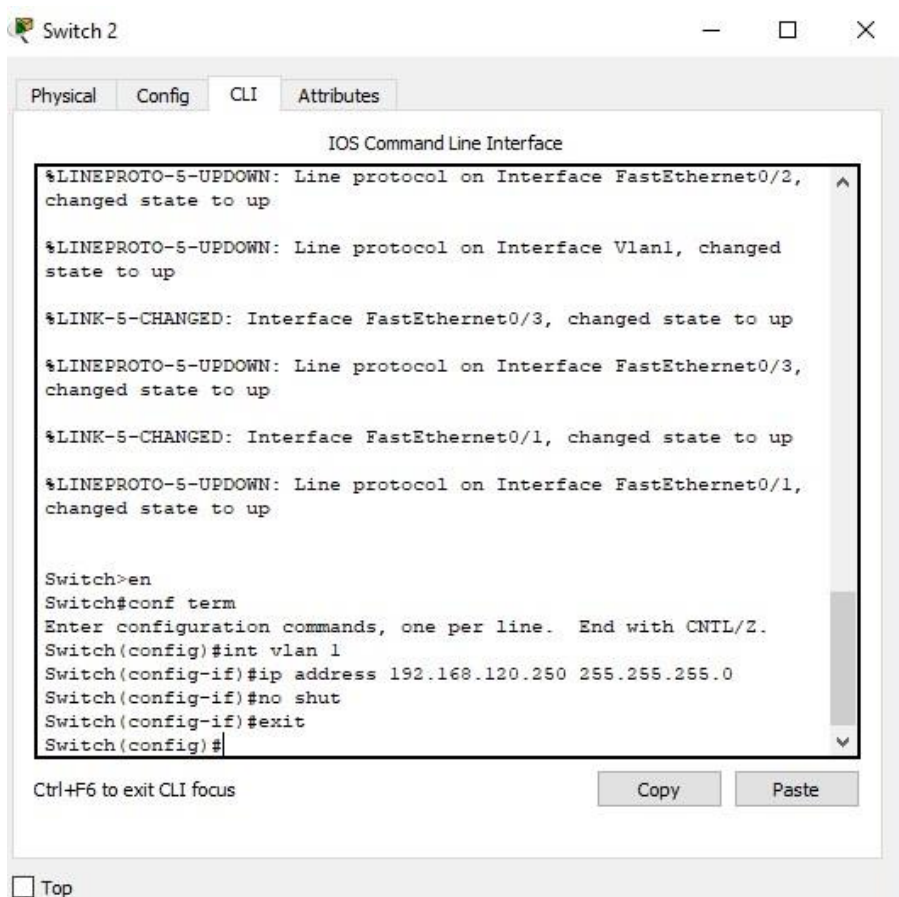 Switch 2
Physical Config CLI Attributes
IOS Command Line Interface
%LINEPROTO-5-UPDOWN: Line protocol on Interface FastEthernet0/2,
changed state to up
%LINEPROTO-5-UPDOWN: Line protocol on Interface Vlan1, changed
state to up
%LINK-5-CHANGED: Interface FastEthernet0/3, changed state to up
%LINEPROTO-5-UPDOWN: Line protocol on Interface FastEthernet0/3,
changed state to up
%LINK-5-CHANGED: Interface FastEthernet0/1, changed state to up
%LINEPROTO-5-UPDOWN: Line protocol on Interface FastEthernet0/1,
changed state to up
Switch>en
Switch#conf term
Enter configuration commands, one per line. End with CNTL/Z.
Switch(config)#int vlan 1
Switch(config-if)#ip address 192.168.120.250 255.255.255.0
Switch(config-if)#no shut
Switch(config-if)#exit
Switch(config)#
Ctrl+F6 to exit CLI focus Copy Paste
Top